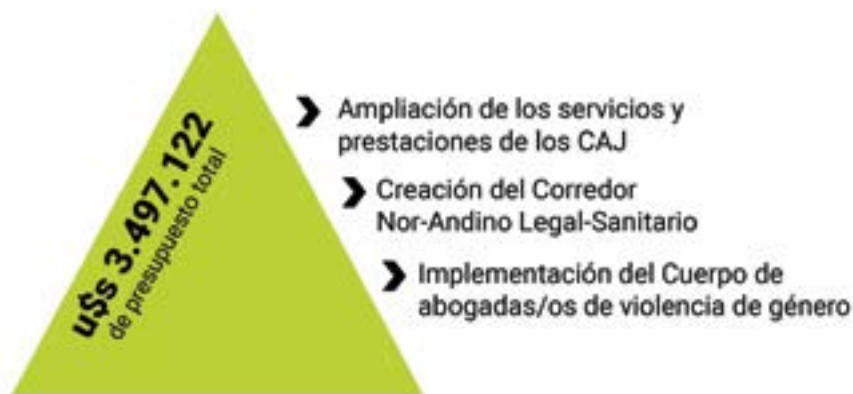 u$s 3.497.122
de presupuesto total
Ampliación de los servicios y
prestaciones de los CAJ
Creación del Corredor
Nor-Andino Legal-Sanitario
Implementación del Cuerpo de
abogadas/os de violencia de género